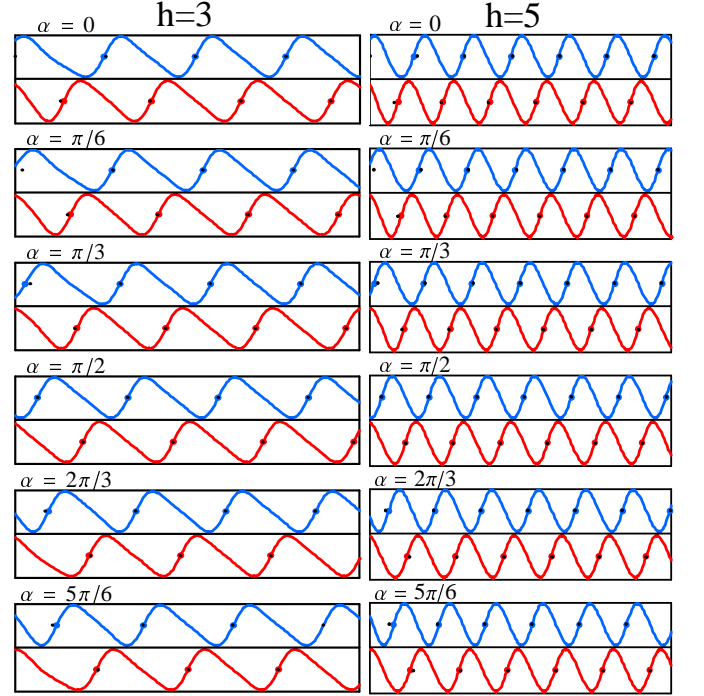 h=3 h=5
α = 0 α = 0
α = π/6 α = π/6
α = π/3 α = π/3
α = π/2 α = π/2
α = 2π/3 α = 2π/3
α = 5π/6 α = 5π/6